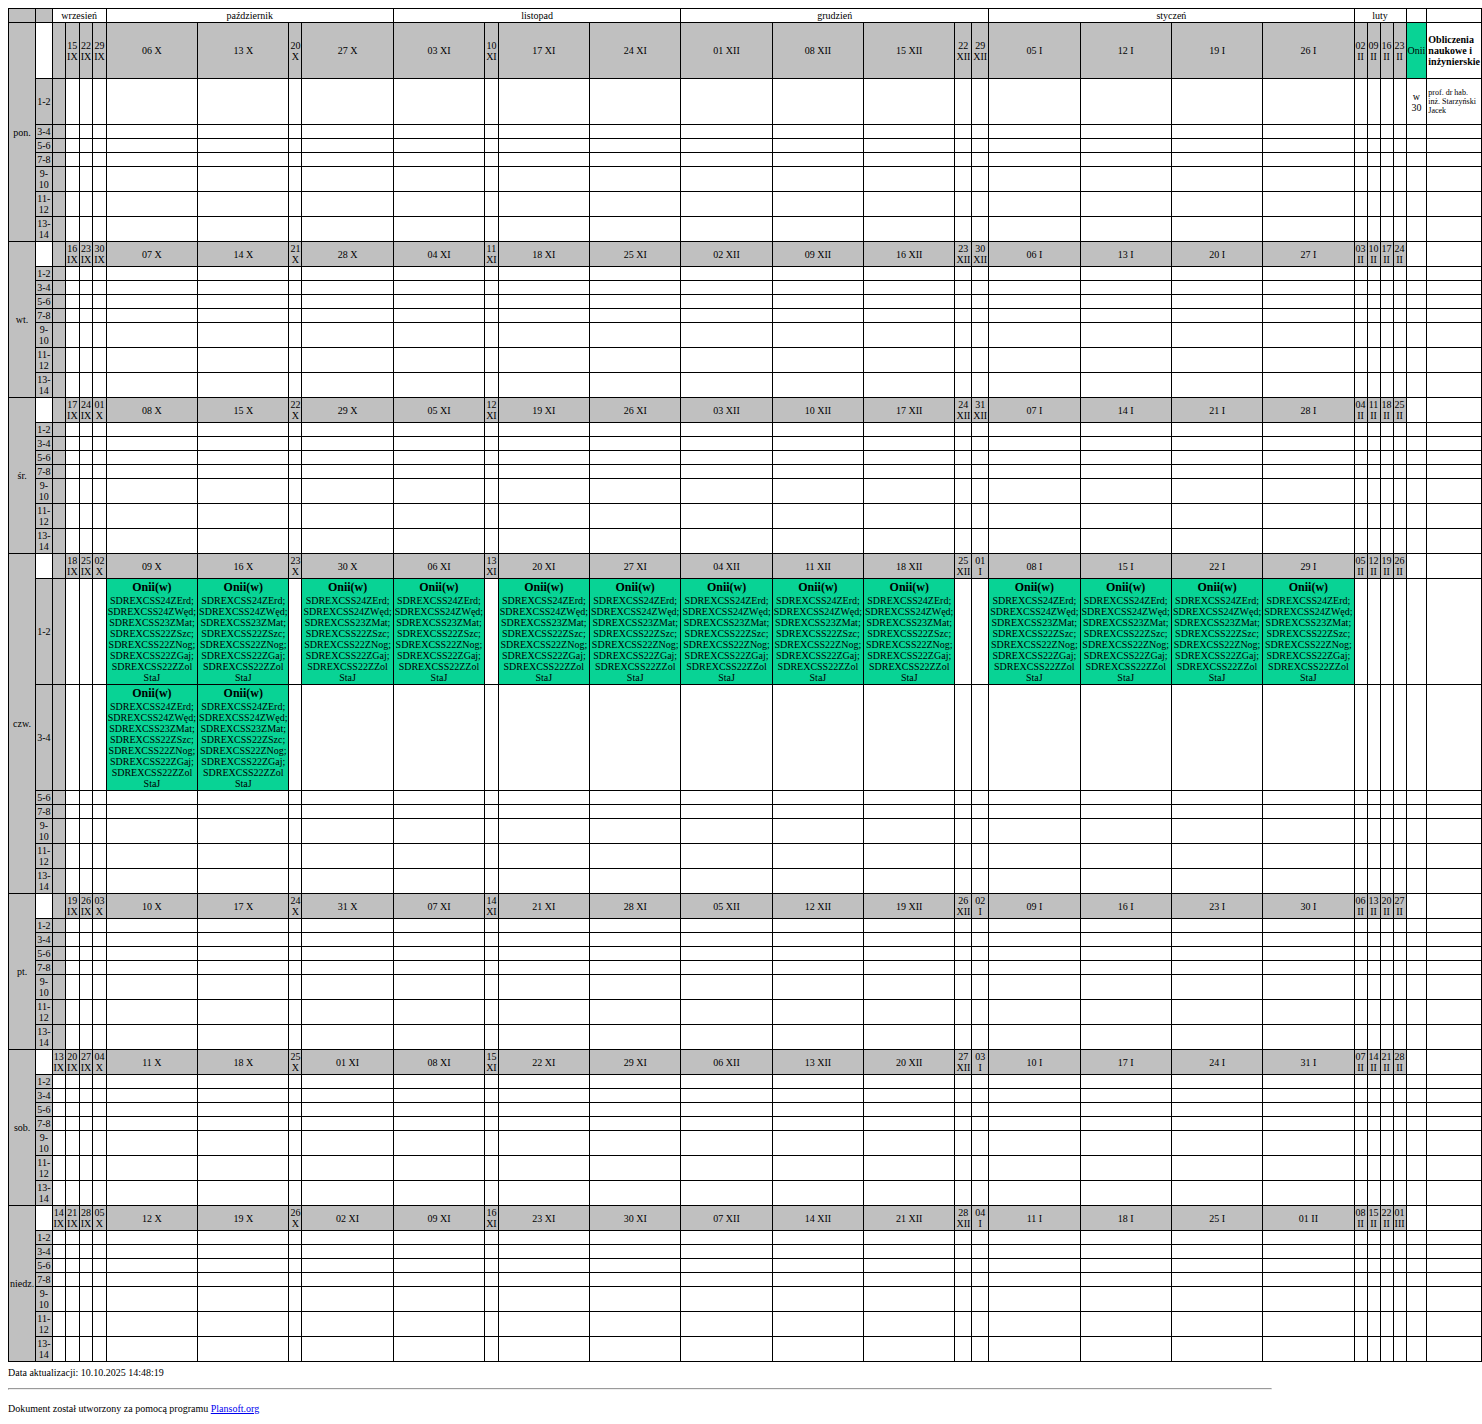 wrzesień październik listopad grudzień styczeń luty
pon. 15 IX 22 IX 29 IX 06 X 13 X 20 X 27 X 03 XI 10 XI 17 XI 24 XI 01 XII 08 XII 15 XII 22 XII 29 XII 05 I 12 I 19 I 26 I 02 II 09 II 16 II 23 II Onii Obliczenia naukowe i inżynierskie
1-2 w 30 prof. dr hab. inż. Starzyński Jacek
3-4
5-6
7-8
9-10
11-12
13-14
wt. 16 IX 23 IX 30 IX 07 X 14 X 21 X 28 X 04 XI 11 XI 18 XI 25 XI 02 XII 09 XII 16 XII 23 XII 30 XII 06 I 13 I 20 I 27 I 03 II 10 II 17 II 24 II
1-2
3-4
5-6
7-8
9-10
11-12
13-14
śr. 17 IX 24 IX 01 X 08 X 15 X 22 X 29 X 05 XI 12 XI 19 XI 26 XI 03 XII 10 XII 17 XII 24 XII 31 XII 07 I 14 I 21 I 28 I 04 II 11 II 18 II 25 II
1-2
3-4
5-6
7-8
9-10
11-12
13-14
czw. 18 IX 25 IX 02 X 09 X 16 X 23 X 30 X 06 XI 13 XI 20 XI 27 XI 04 XII 11 XII 18 XII 25 XII 01 I 08 I 15 I 22 I 29 I 05 II 12 II 19 II 26 II
1-2
Onii(w) Onii(w) Onii(w) Onii(w) Onii(w) Onii(w) Onii(w) Onii(w) Onii(w) Onii(w) Onii(w) Onii(w) Onii(w)
SDREXCSS24ZErd; SDREXCSS24ZErd; SDREXCSS24ZErd; SDREXCSS24ZErd; SDREXCSS24ZErd; SDREXCSS24ZErd; SDREXCSS24ZErd; SDREXCSS24ZErd; SDREXCSS24ZErd; SDREXCSS24ZErd; SDREXCSS24ZErd; SDREXCSS24ZErd; SDREXCSS24ZErd;
SDREXCSS24ZWęd; SDREXCSS24ZWęd; SDREXCSS24ZWęd; SDREXCSS24ZWęd; SDREXCSS24ZWęd; SDREXCSS24ZWęd; SDREXCSS24ZWęd; SDREXCSS24ZWęd; SDREXCSS24ZWęd; SDREXCSS24ZWęd; SDREXCSS24ZWęd; SDREXCSS24ZWęd; SDREXCSS24ZWęd;
SDREXCSS23ZMat; SDREXCSS23ZMat; SDREXCSS23ZMat; SDREXCSS23ZMat; SDREXCSS23ZMat; SDREXCSS23ZMat; SDREXCSS23ZMat; SDREXCSS23ZMat; SDREXCSS23ZMat; SDREXCSS23ZMat; SDREXCSS23ZMat; SDREXCSS23ZMat; SDREXCSS23ZMat;
SDREXCSS22ZSzc; SDREXCSS22ZSzc; SDREXCSS22ZSzc; SDREXCSS22ZSzc; SDREXCSS22ZSzc; SDREXCSS22ZSzc; SDREXCSS22ZSzc; SDREXCSS22ZSzc; SDREXCSS22ZSzc; SDREXCSS22ZSzc; SDREXCSS22ZSzc; SDREXCSS22ZSzc; SDREXCSS22ZSzc;
SDREXCSS22ZNog; SDREXCSS22ZNog; SDREXCSS22ZNog; SDREXCSS22ZNog; SDREXCSS22ZNog; SDREXCSS22ZNog; SDREXCSS22ZNog; SDREXCSS22ZNog; SDREXCSS22ZNog; SDREXCSS22ZNog; SDREXCSS22ZNog; SDREXCSS22ZNog; SDREXCSS22ZNog;
SDREXCSS22ZGaj; SDREXCSS22ZGaj; SDREXCSS22ZGaj; SDREXCSS22ZGaj; SDREXCSS22ZGaj; SDREXCSS22ZGaj; SDREXCSS22ZGaj; SDREXCSS22ZGaj; SDREXCSS22ZGaj; SDREXCSS22ZGaj; SDREXCSS22ZGaj; SDREXCSS22ZGaj; SDREXCSS22ZGaj;
SDREXCSS22ZZol SDREXCSS22ZZol SDREXCSS22ZZol SDREXCSS22ZZol SDREXCSS22ZZol SDREXCSS22ZZol SDREXCSS22ZZol SDREXCSS22ZZol SDREXCSS22ZZol SDREXCSS22ZZol SDREXCSS22ZZol SDREXCSS22ZZol SDREXCSS22ZZol
StaJ StaJ StaJ StaJ StaJ StaJ StaJ StaJ StaJ StaJ StaJ StaJ StaJ
3-4
Onii(w) Onii(w)
SDREXCSS24ZErd; SDREXCSS24ZErd;
SDREXCSS24ZWęd; SDREXCSS24ZWęd;
SDREXCSS23ZMat; SDREXCSS23ZMat;
SDREXCSS22ZSzc; SDREXCSS22ZSzc;
SDREXCSS22ZNog; SDREXCSS22ZNog;
SDREXCSS22ZGaj; SDREXCSS22ZGaj;
SDREXCSS22ZZol SDREXCSS22ZZol
StaJ StaJ
5-6
7-8
9-10
11-12
13-14
pt. 19 IX 26 IX 03 X 10 X 17 X 24 X 31 X 07 XI 14 XI 21 XI 28 XI 05 XII 12 XII 19 XII 26 XII 02 I 09 I 16 I 23 I 30 I 06 II 13 II 20 II 27 II
1-2
3-4
5-6
7-8
9-10
11-12
13-14
sob. 13 IX 20 IX 27 IX 04 X 11 X 18 X 25 X 01 XI 08 XI 15 XI 22 XI 29 XI 06 XII 13 XII 20 XII 27 XII 03 I 10 I 17 I 24 I 31 I 07 II 14 II 21 II 28 II
1-2
3-4
5-6
7-8
9-10
11-12
13-14
niedz. 14 IX 21 IX 28 IX 05 X 12 X 19 X 26 X 02 XI 09 XI 16 XI 23 XI 30 XI 07 XII 14 XII 21 XII 28 XII 04 I 11 I 18 I 25 I 01 II 08 II 15 II 22 II 01 III
1-2
3-4
5-6
7-8
9-10
11-12
13-14
Data aktualizacji: 10.10.2025 14:48:19
Dokument został utworzony za pomocą programu Plansoft.org